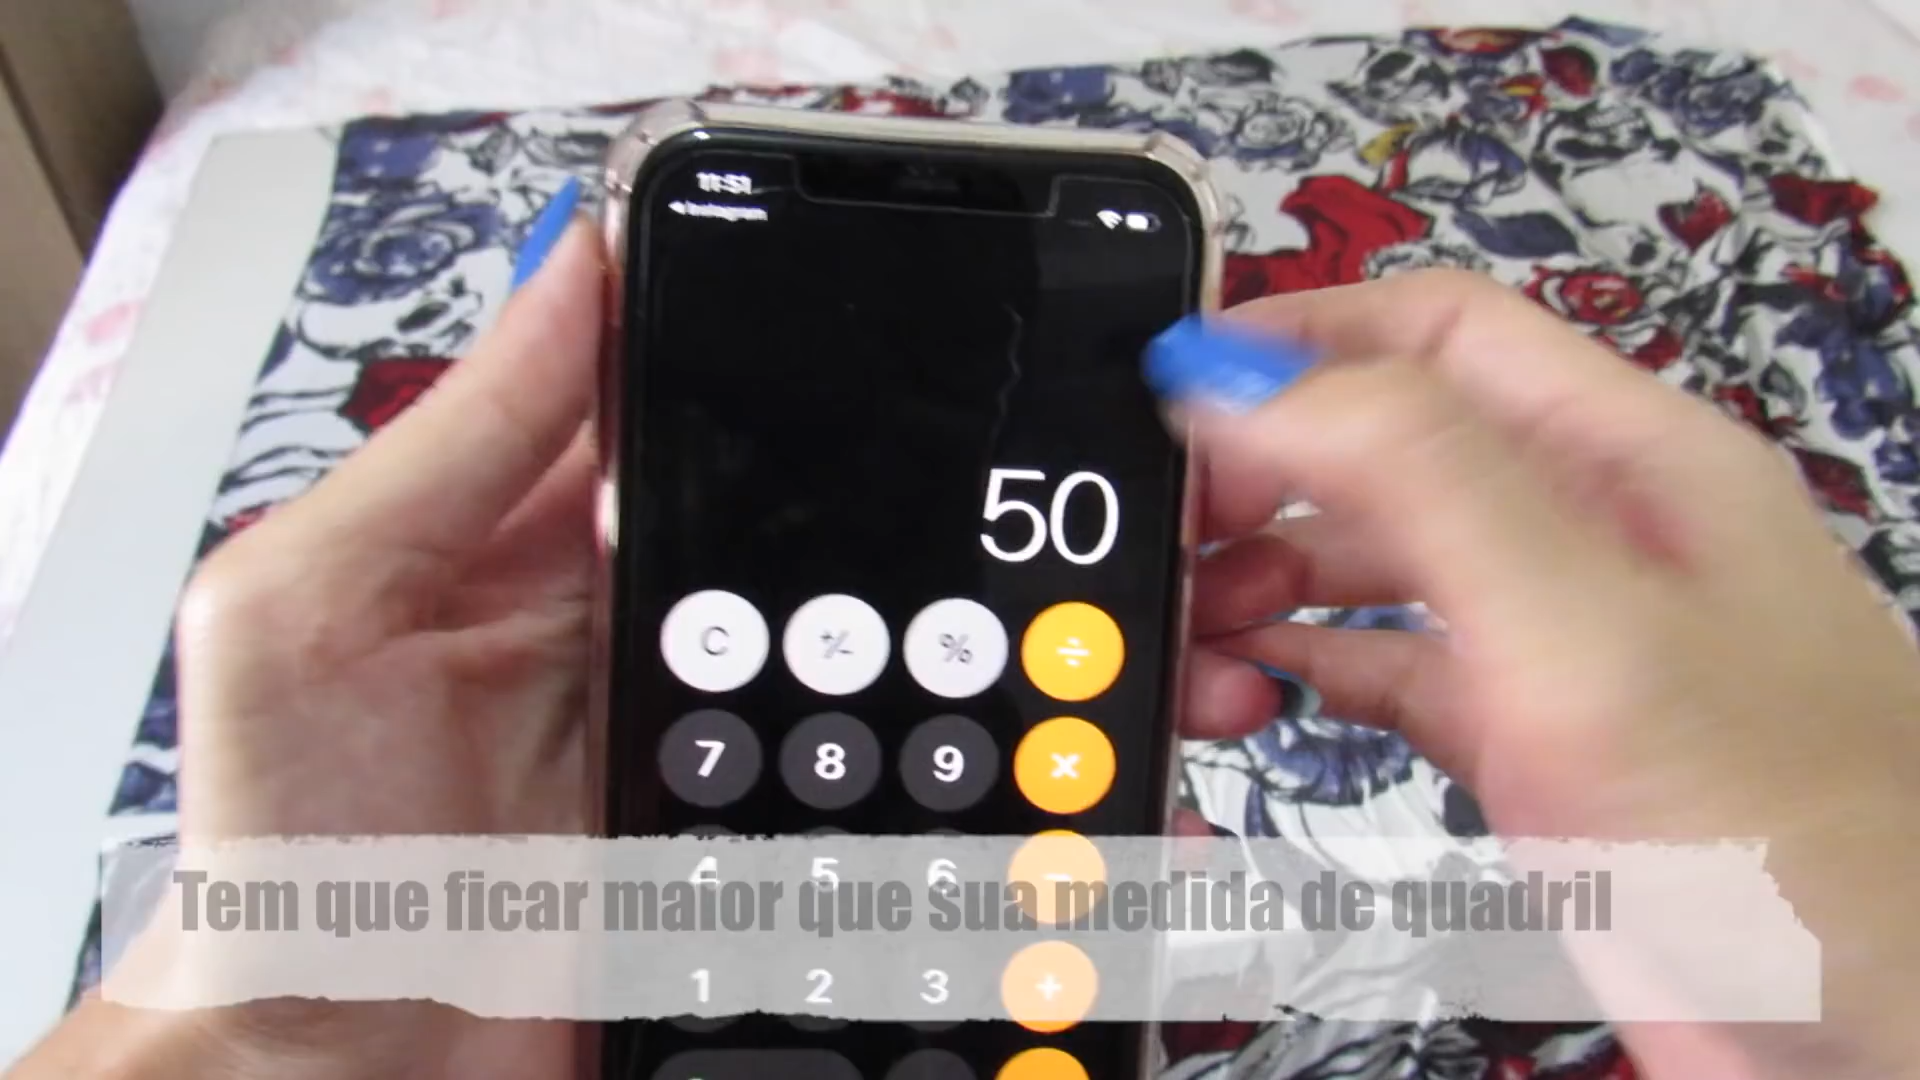 11:51
Instagram
50
C +/- % ÷
7 8 9 ×
4 5 6 −
Tem que ficar maior que sua medida de quadril
1 2 3 +